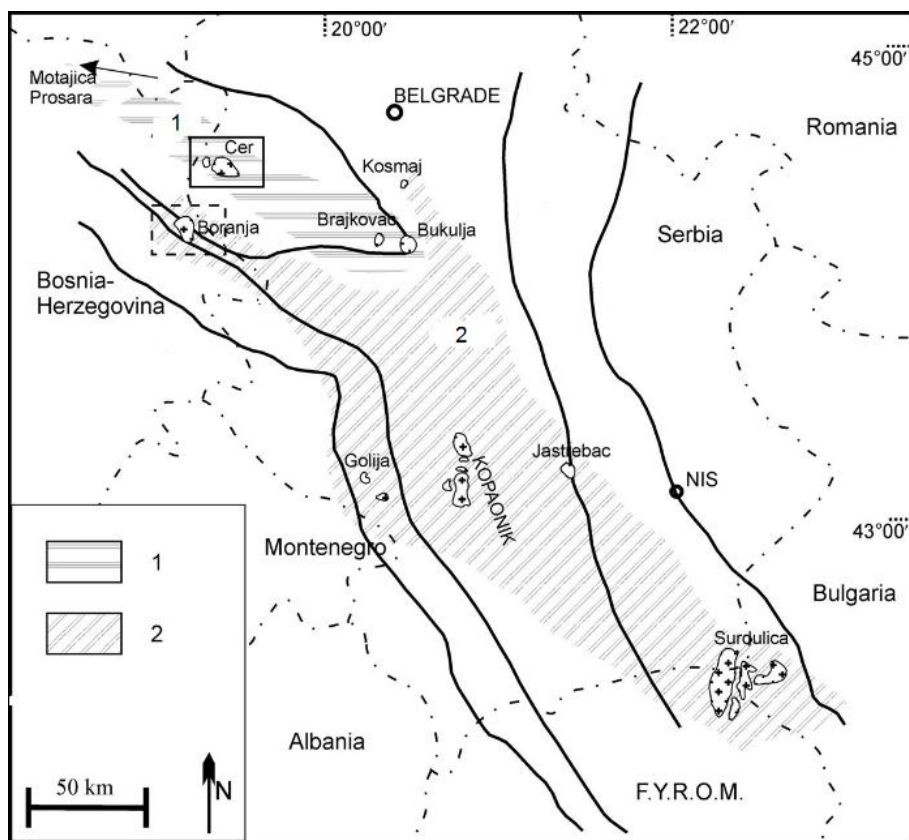 20°00′
22°00′
45°00′
Motajica
Prosara
BELGRADE
Romania
1
Cer
Kosmaj
Boranja
Brajkovac
Bukulja
Serbia
Bosnia-
Herzegovina
2
Golija
KOPAONIK
Jastrebac
NIS
43°00′
Montenegro
Bulgaria
1
2
Surdulica
Albania
50 km
N
F.Y.R.O.M.